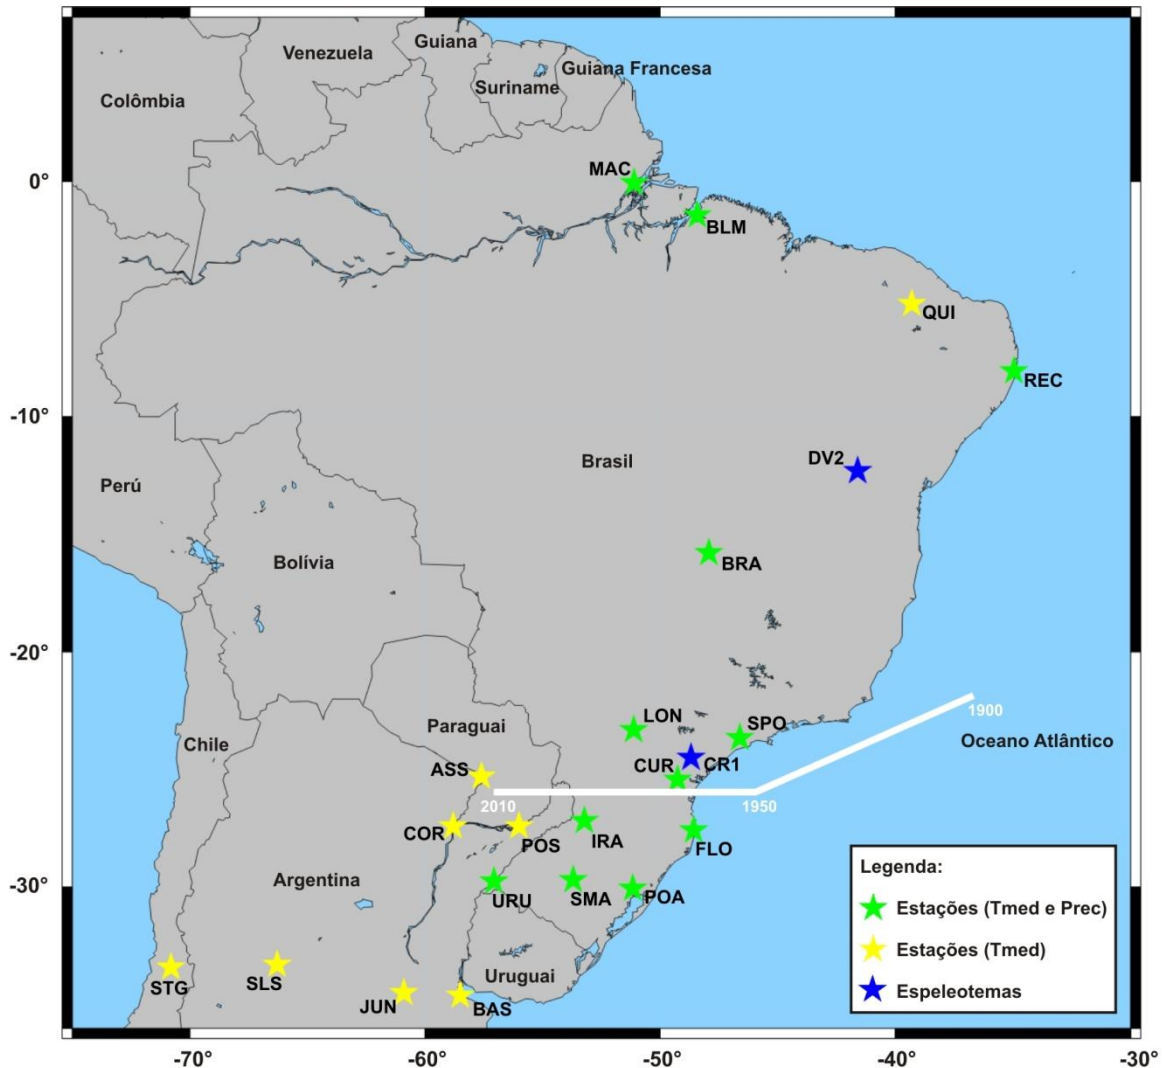 Venezuela
Guiana
Guiana Francesa
Suriname
Colômbia
MAC
0°
BLM
QUI
REC
-10°
Brasil
DV2
Perú
BRA
Bolívia
-20°
LON
SPO
1900
Paraguai
Chile
Oceano Atlântico
ASS
CUR
CR1
2010
1950
COR
POS
IRA
FLO
Argentina
-30°
URU
SMA
POA
Legenda:
Estações (Tmed e Prec)
Estações (Tmed)
Espeleotemas
Uruguai
STG
SLS
JUN
BAS
-70°
-60°
-50°
-40°
-30°